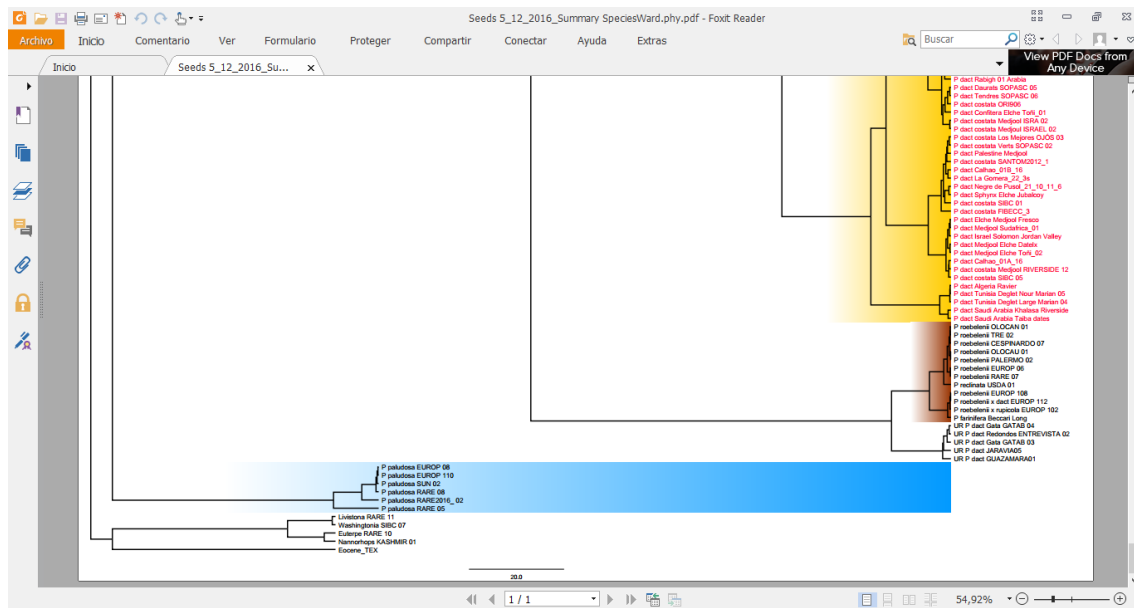 Seeds 5_12_2016_Summary SpeciesWard.phy.pdf - Foxit Reader
Archivo Inicio Comentario Ver Formulario Proteger Compartir Conectar Ayuda Extras Buscar
Inicio Seeds 5_12_2016_Su... x
View PDF Docs from
Any Device
P dact Rabigh 01 Arabia
P dact Daurats SOPASC 05
P dact Tendres SOPASC 06
P dact costata ORI906
P dact Confitera Elche Toñi_01
P dact costata Medjool ISRA 02
P dact costata Medjoul ISRAEL 02
P dact costata Los Mejores OJÓS 03
P dact costata Verts SOPASC 02
P dact Palestine Medjool
P dact costata SANTOM2012_1
P dact Calhao_01B_16
P dact La Gomera_22_3s
P dact Negre de Pusol_21_10_11_6
P dact Sphynx Elche Jubalcoy
P dact costata SIBC 01
P dact costata FIBECC_3
P dact Elche Medjool Fresco
P dact Medjool Sudafrica_01
P dact Israel Solomon Jordan Valley
P dact Medjool Elche Datelx
P dact Medjool Elche Toñi_02
P dact Calhao_01A_16
P dact costata Medjool RIVERSIDE 12
P dact costata SIBC 05
P dact Algeria Ravier
P dact Tunisia Deglet Nour Marian 05
P dact Tunisia Deglet Large Marian 04
P dact Saudi Arabia Khalasa Riverside
P dact Saudi Arabia Taiba dates
P roebelenii OLOCAN 01
P roebelenii TRE 02
P roebelenii CESPINARDO 07
P roebelenii OLOCAU 01
P roebelenii PALERMO 02
P roebelenii EUROP 06
P roebelenii RARE 07
P reclinata USDA 01
P roebelenii EUROP 108
P roebelenii x dact EUROP 112
P roebelenii x rupicola EUROP 102
P farinifera Beccari Long
UR P dact Gata GATAB 04
UR P dact Redondos ENTREVISTA 02
UR P dact Gata GATAB 03
UR P dact JARAVIA05
UR P dact GUAZAMARA01
P paludosa EUROP 08
P paludosa EUROP 110
P paludosa SUN 02
P paludosa RARE 08
P paludosa RARE2016_ 02
P paludosa RARE 05
Livistona RARE 11
Washingtonia SIBC 07
Euterpe RARE 10
Nannorhops KASHMIR 01
Eocene_TEX
20.0
1 / 1 54,92%